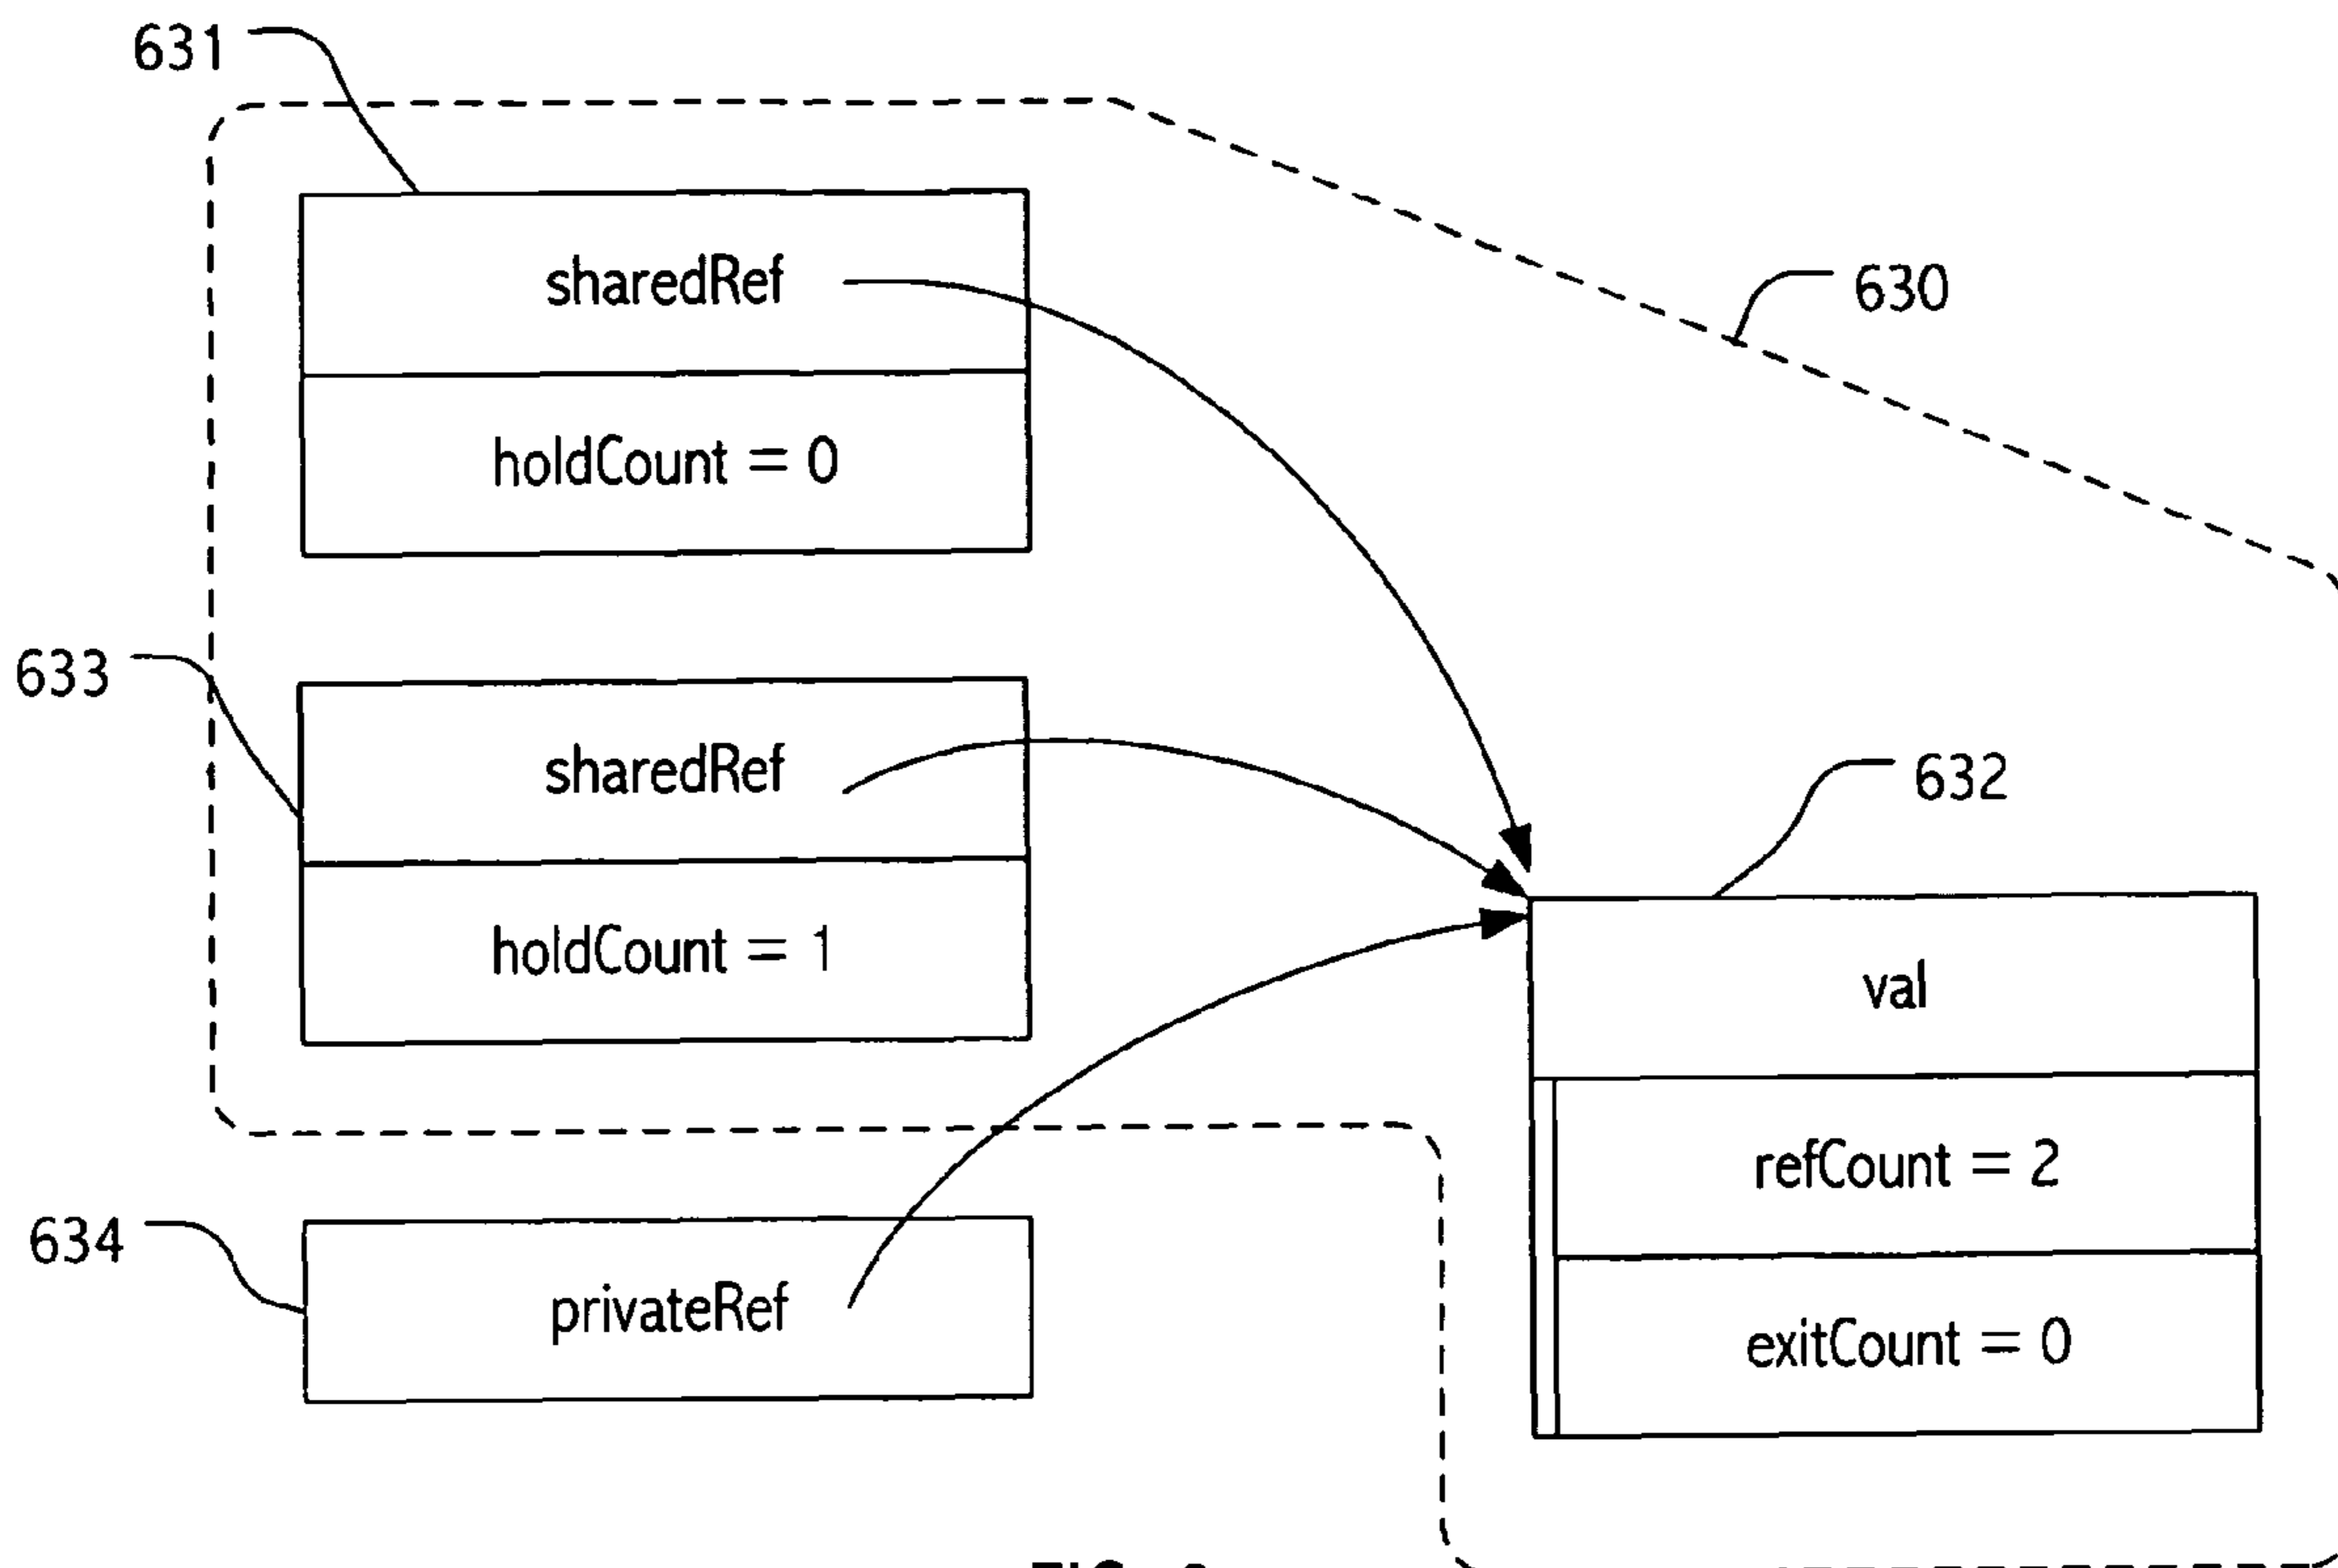 631
sharedRef
630
holdCount = 0
633
sharedRef
632
holdCount = 1
val
refCount = 2
634
privateRef
exitCount = 0